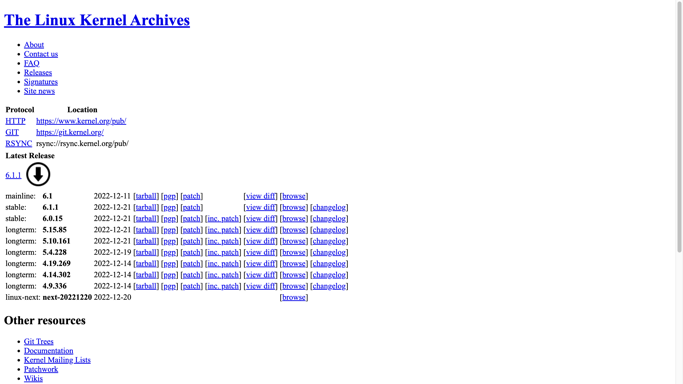 The Linux Kernel Archives
About
Contact us
FAQ
Releases
Signatures
Site news
Protocol Location
HTTP https://www.kernel.org/pub/
GIT https://git.kernel.org/
RSYNC rsync://rsync.kernel.org/pub/
Latest Release
6.1.1
mainline: 6.1 2022-12-11 [tarball] [pgp] [patch] [view diff] [browse]
stable: 6.1.1 2022-12-21 [tarball] [pgp] [patch] [view diff] [browse] [changelog]
stable: 6.0.15 2022-12-21 [tarball] [pgp] [patch] [inc. patch] [view diff] [browse] [changelog]
longterm: 5.15.85 2022-12-21 [tarball] [pgp] [patch] [inc. patch] [view diff] [browse] [changelog]
longterm: 5.10.161 2022-12-21 [tarball] [pgp] [patch] [inc. patch] [view diff] [browse] [changelog]
longterm: 5.4.228 2022-12-19 [tarball] [pgp] [patch] [inc. patch] [view diff] [browse] [changelog]
longterm: 4.19.269 2022-12-14 [tarball] [pgp] [patch] [inc. patch] [view diff] [browse] [changelog]
longterm: 4.14.302 2022-12-14 [tarball] [pgp] [patch] [inc. patch] [view diff] [browse] [changelog]
longterm: 4.9.336 2022-12-14 [tarball] [pgp] [patch] [inc. patch] [view diff] [browse] [changelog]
linux-next: next-20221220 2022-12-20 [browse]
Other resources
Git Trees
Documentation
Kernel Mailing Lists
Patchwork
Wikis